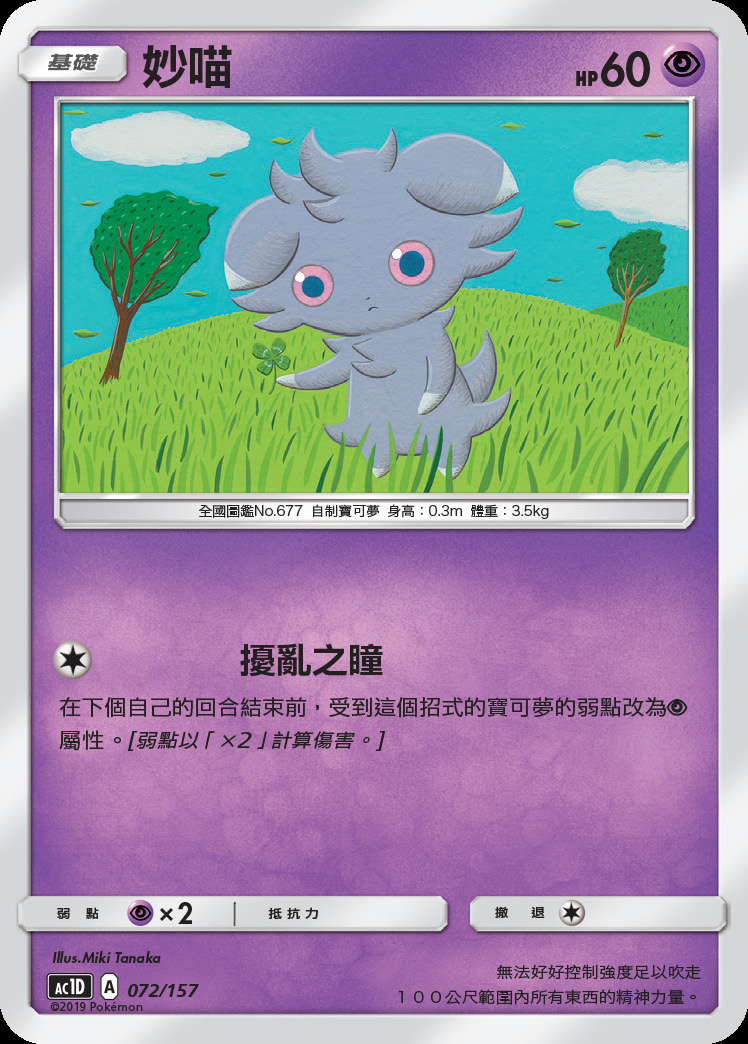 基礎 妙喵 HP60
全國圖鑑No.677 自制寶可夢 身高：0.3m 體重：3.5kg
擾亂之瞳
在下個自己的回合結束前，受到這個招式的寶可夢的弱點改為
屬性。[弱點以「×2」計算傷害。]
弱點 ×2 抵抗力 撤退
Illus.Miki Tanaka
AC1D A 072/157
©2019 Pokémon
無法好好控制強度足以吹走
１００公尺範圍內所有東西的精神力量。